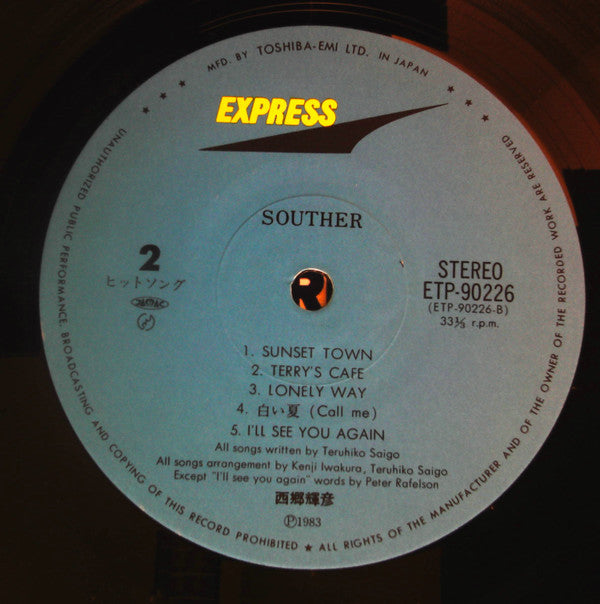 MFD. BY TOSHIBA-EMI LTD. IN JAPAN
★ ★ ★
★ ★ ★
EXPRESS
SOUTHER
2
ヒットソング
STEREO
ETP-90226
(ETP-90226-B)
33⅓ r.p.m.
R
1. SUNSET TOWN
2. TERRY'S CAFE
3. LONELY WAY
4. 白い夏 (Call me)
5. I'LL SEE YOU AGAIN
All songs written by Teruhiko Saigo
All songs arrangement by Kenji Iwakura, Teruhiko Saigo
Except "I'll see you again" words by Peter Rafelson
西郷輝彦
Ⓟ1983
UNAUTHORIZED PUBLIC PERFORMANCE, BROADCASTING AND COPYING OF THIS RECORD PROHIBITED ★ ALL RIGHTS OF THE MANUFACTURER AND OF THE OWNER OF THE RECORDED WORK ARE RESERVED